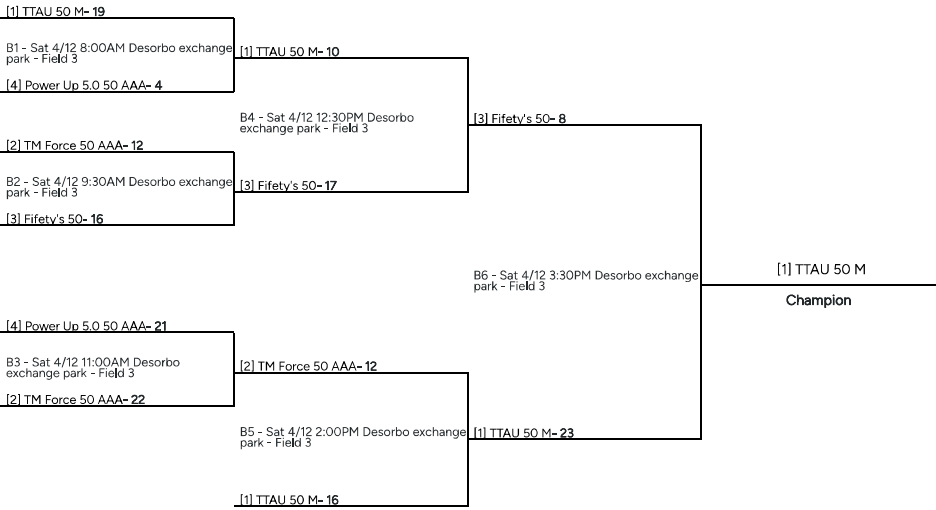 [1] TTAU 50 M- 19
B1 - Sat 4/12 8:00AM Desorbo exchange
park - Field 3
[4] Power Up 5.0 50 AAA- 4
[2] TM Force 50 AAA- 12
B2 - Sat 4/12 9:30AM Desorbo exchange
park - Field 3
[3] Fifety's 50- 16
[1] TTAU 50 M- 10
B4 - Sat 4/12 12:30PM Desorbo
exchange park - Field 3
[3] Fifety's 50- 17
[3] Fifety's 50- 8
[4] Power Up 5.0 50 AAA- 21
B3 - Sat 4/12 11:00AM Desorbo
exchange park - Field 3
[2] TM Force 50 AAA- 22
[2] TM Force 50 AAA- 12
B5 - Sat 4/12 2:00PM Desorbo exchange
park - Field 3
[1] TTAU 50 M- 16
[1] TTAU 50 M- 23
B6 - Sat 4/12 3:30PM Desorbo exchange
park - Field 3
[1] TTAU 50 M
Champion